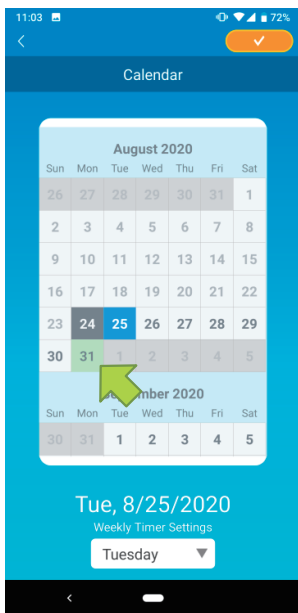 11:03 72%
Calendar
August 2020
Sun Mon Tue Wed Thu Fri Sat
26 27 28 29 30 31 1
2 3 4 5 6 7 8
9 10 11 12 13 14 15
16 17 18 19 20 21 22
23 24 25 26 27 28 29
30 31 1 2 3 4 5
2020
Sun Mon Tue Wed Thu Fri Sat
30 31 1 2 3 4 5
Tue, 8/25/2020
Weekly Timer Settings
Tuesday